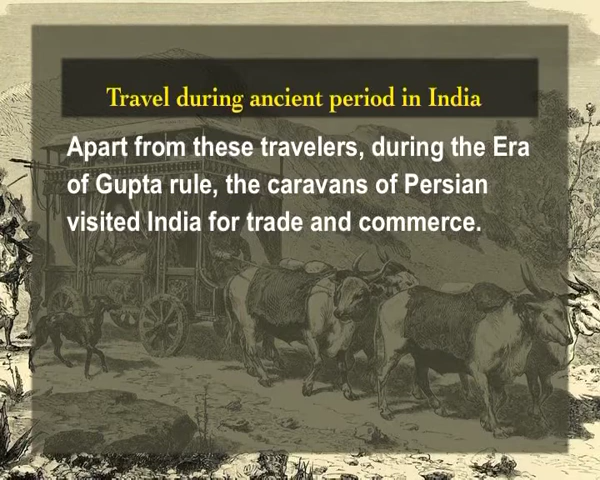 Travel during ancient period in India
Apart from these travelers, during the Era
of Gupta rule, the caravans of Persian
visited India for trade and commerce.